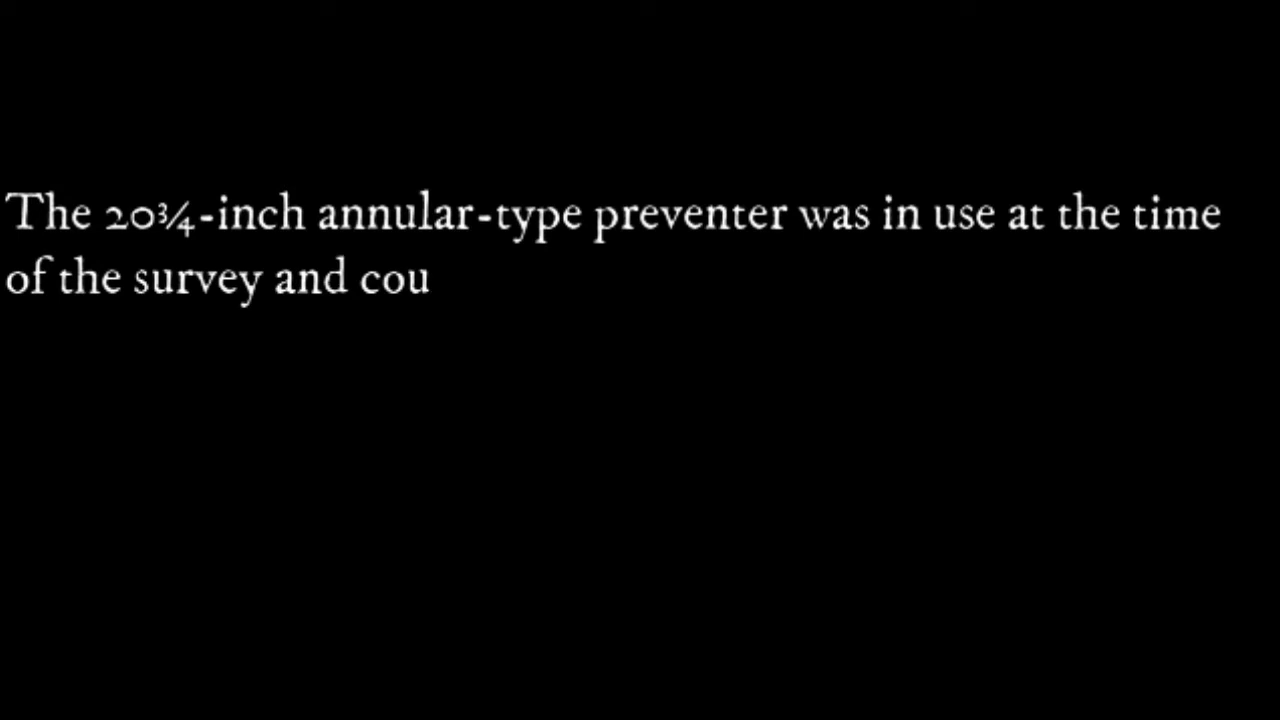 The 20¾-inch annular-type preventer was in use at the time
of the survey and cou